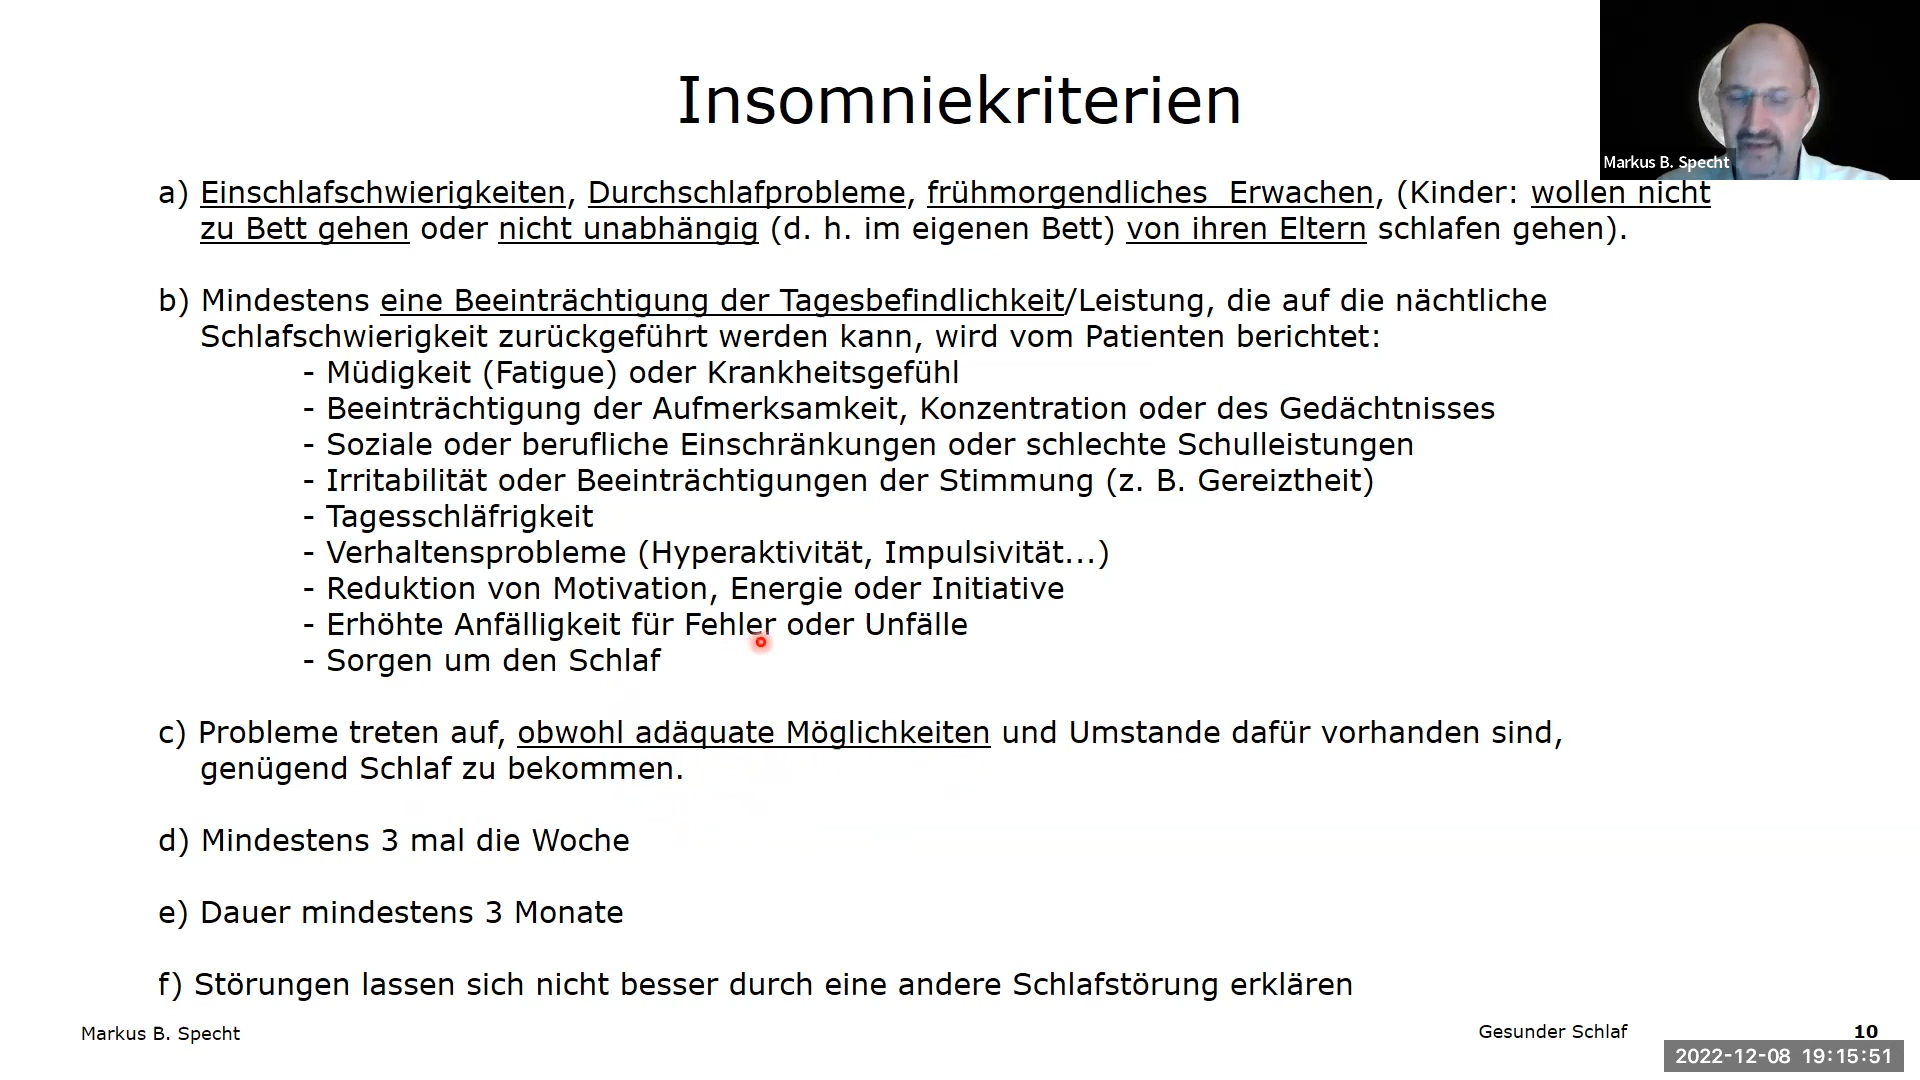 Insomniekriterien
Markus B. Specht
a) Einschlafschwierigkeiten, Durchschlafprobleme, frühmorgendliches Erwachen, (Kinder: wollen nicht
zu Bett gehen oder nicht unabhängig (d. h. im eigenen Bett) von ihren Eltern schlafen gehen).
b) Mindestens eine Beeinträchtigung der Tagesbefindlichkeit/Leistung, die auf die nächtliche
Schlafschwierigkeit zurückgeführt werden kann, wird vom Patienten berichtet:
- Müdigkeit (Fatigue) oder Krankheitsgefühl
- Beeinträchtigung der Aufmerksamkeit, Konzentration oder des Gedächtnisses
- Soziale oder berufliche Einschränkungen oder schlechte Schulleistungen
- Irritabilität oder Beeinträchtigungen der Stimmung (z. B. Gereiztheit)
- Tagesschläfrigkeit
- Verhaltensprobleme (Hyperaktivität, Impulsivität...)
- Reduktion von Motivation, Energie oder Initiative
- Erhöhte Anfälligkeit für Fehler oder Unfälle
- Sorgen um den Schlaf
c) Probleme treten auf, obwohl adäquate Möglichkeiten und Umstande dafür vorhanden sind,
genügend Schlaf zu bekommen.
d) Mindestens 3 mal die Woche
e) Dauer mindestens 3 Monate
f) Störungen lassen sich nicht besser durch eine andere Schlafstörung erklären
Markus B. Specht
Gesunder Schlaf
10
2022-12-08 19:15:51